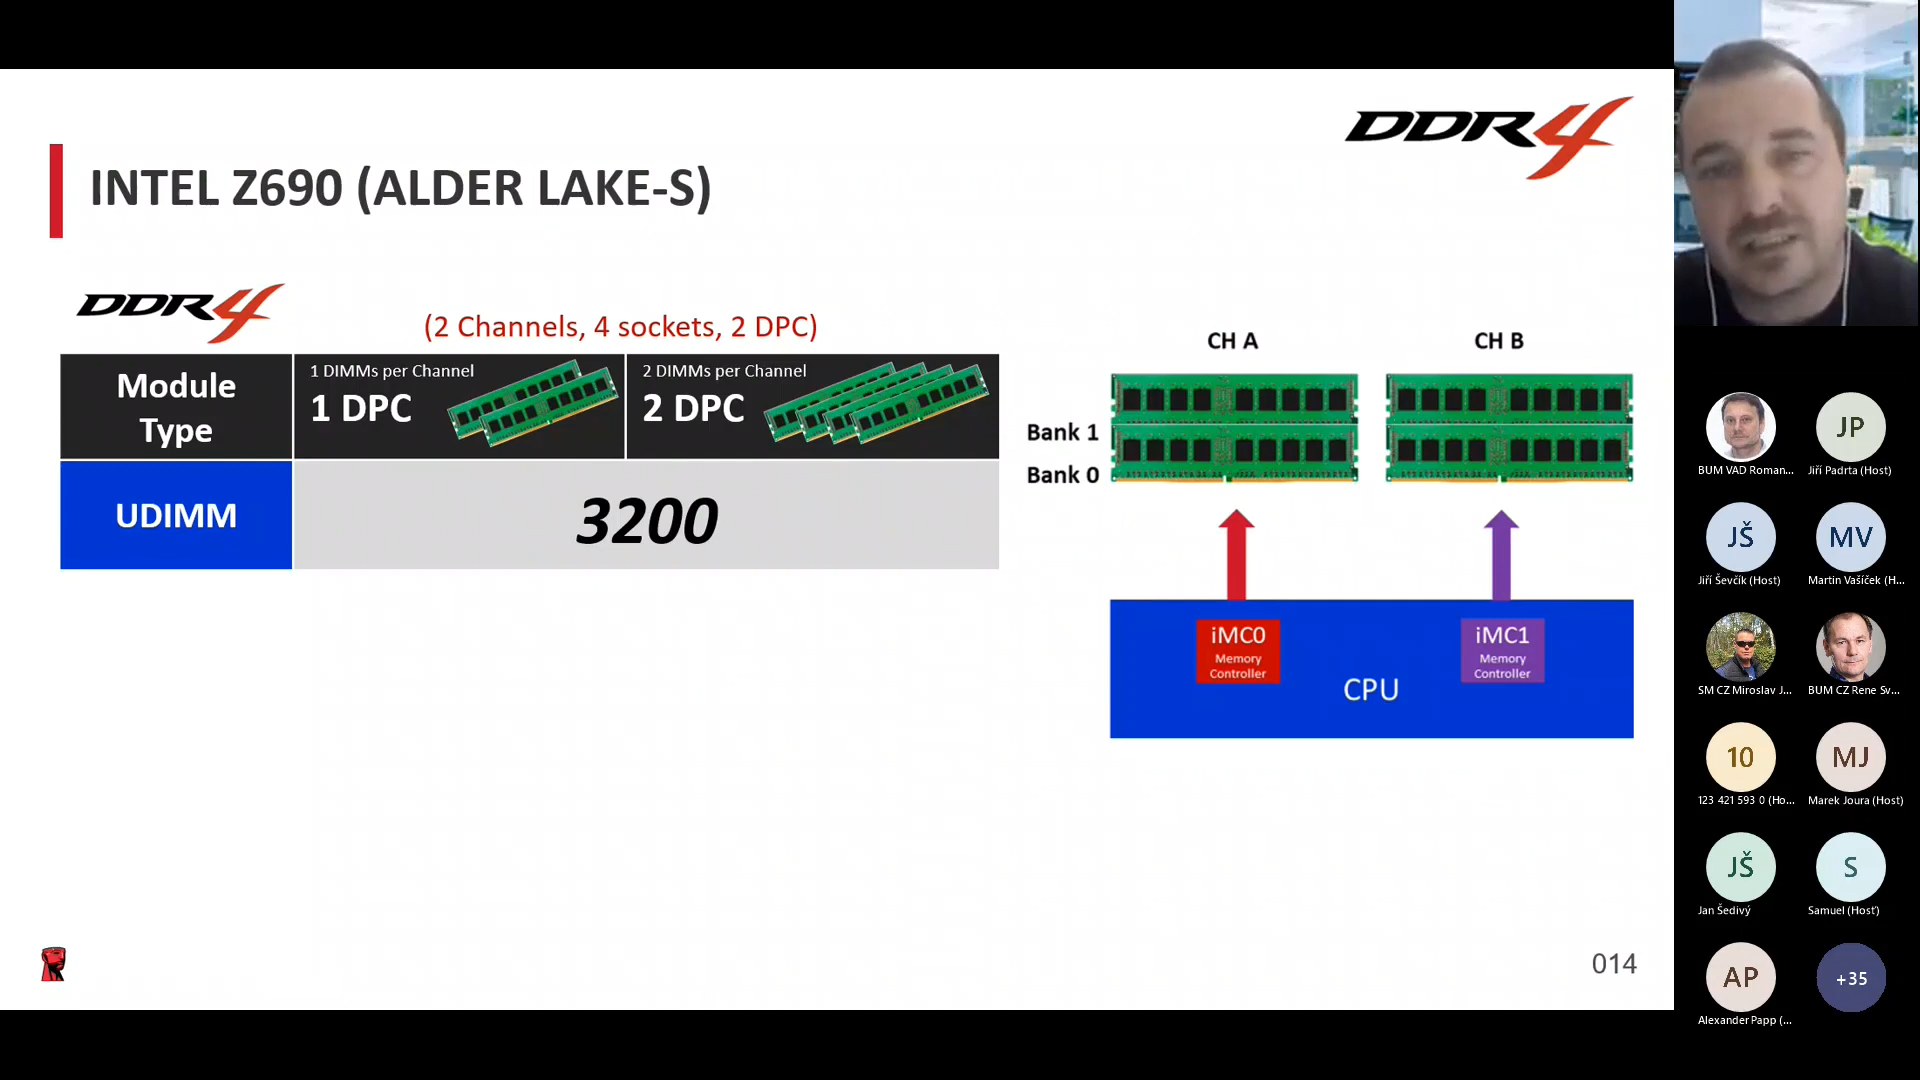 DDR4
INTEL Z690 (ALDER LAKE-S)
DDR4
(2 Channels, 4 sockets, 2 DPC)
Module
Type
1 DIMMs per Channel
1 DPC
2 DIMMs per Channel
2 DPC
UDIMM
3200
CH A
CH B
Bank 1
Bank 0
iMC0
Memory
Controller
iMC1
Memory
Controller
CPU
014
BUM VAD Roman...
JP
Jiří Padrta (Host)
JŠ
Jiří Ševčík (Host)
MV
Martin Vašíček (H...
SM CZ Miroslav J...
BUM CZ Rene Sv...
10
123 421 593 0 (Ho...
MJ
Marek Joura (Host)
JŠ
Jan Šedivý
S
Samuel (Hosť)
AP
Alexander Papp (...
+35